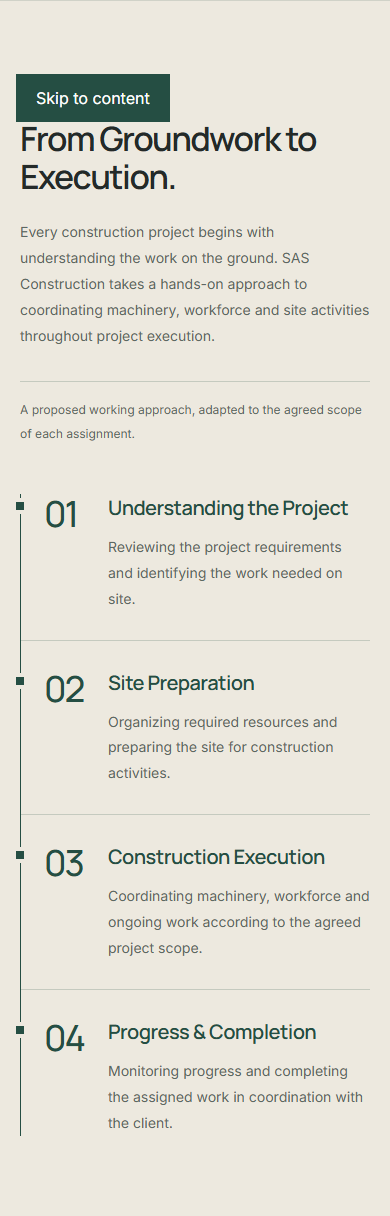 Skip to content
From Groundwork to
Execution.
Every construction project begins with
understanding the work on the ground. SAS
Construction takes a hands-on approach to
coordinating machinery, workforce and site activities
throughout project execution.
A proposed working approach, adapted to the agreed scope
of each assignment.
01
Understanding the Project
Reviewing the project requirements
and identifying the work needed on
site.
02
Site Preparation
Organizing required resources and
preparing the site for construction
activities.
03
Construction Execution
Coordinating machinery, workforce and
ongoing work according to the agreed
project scope.
04
Progress & Completion
Monitoring progress and completing
the assigned work in coordination with
the client.